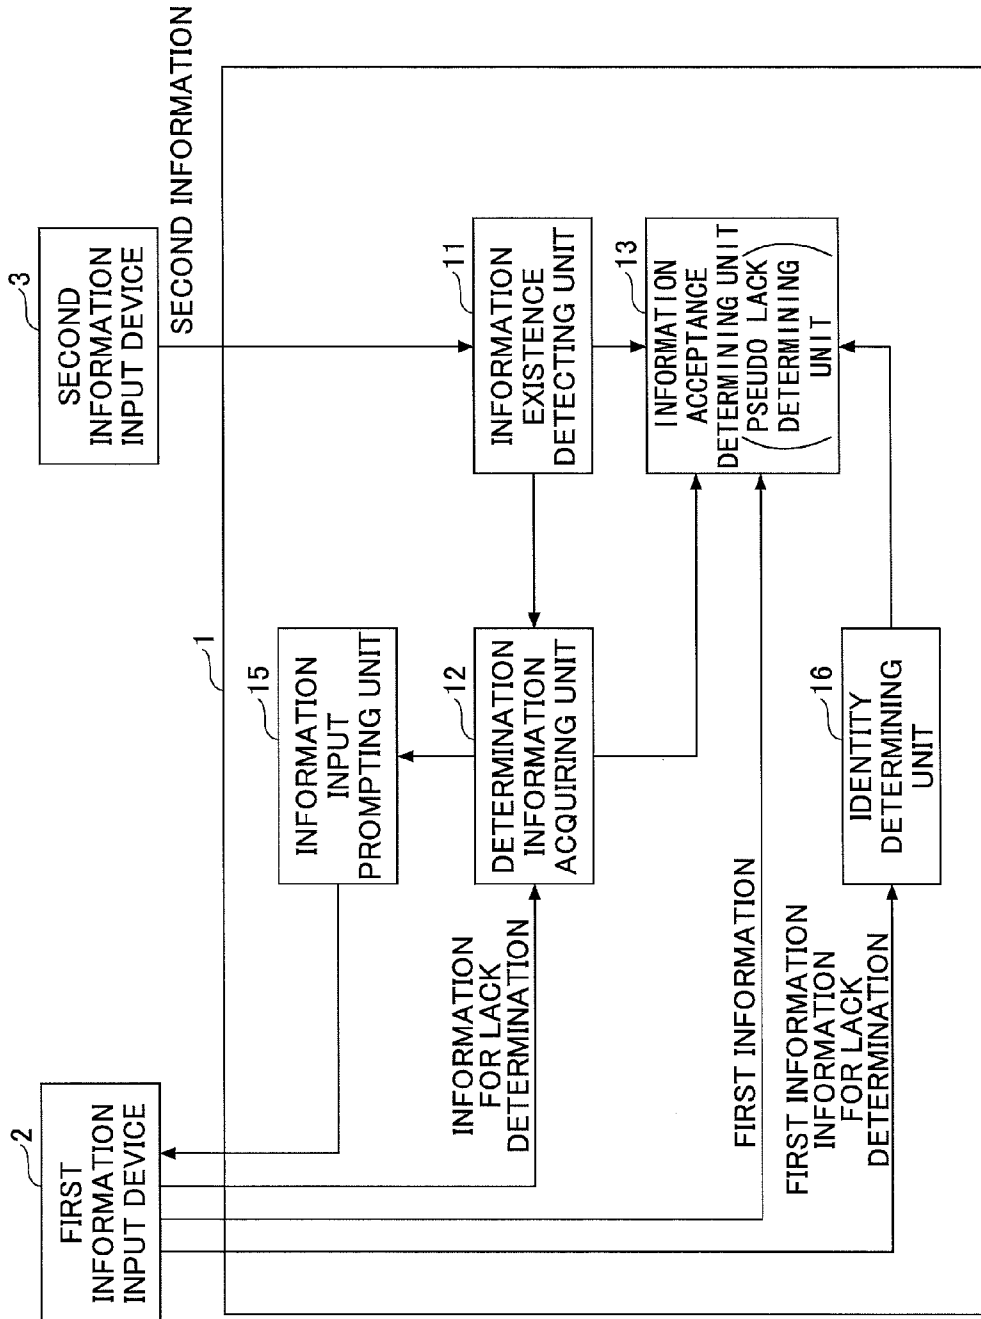 2
FIRST
INFORMATION
INPUT DEVICE
3
SECOND
INFORMATION
INPUT DEVICE
SECOND INFORMATION
1
15
INFORMATION
INPUT
PROMPTING UNIT
INFORMATION
FOR LACK
DETERMINATION
12
DETERMINATION
INFORMATION
ACQUIRING UNIT
11
INFORMATION
EXISTENCE
DETECTING UNIT
FIRST INFORMATION
13
INFORMATION
ACCEPTANCE
DETERMINING UNIT
(PSEUDO LACK
DETERMINING
UNIT)
FIRST INFORMATION
INFORMATION
FOR LACK
DETERMINATION
16
IDENTITY
DETERMINING
UNIT